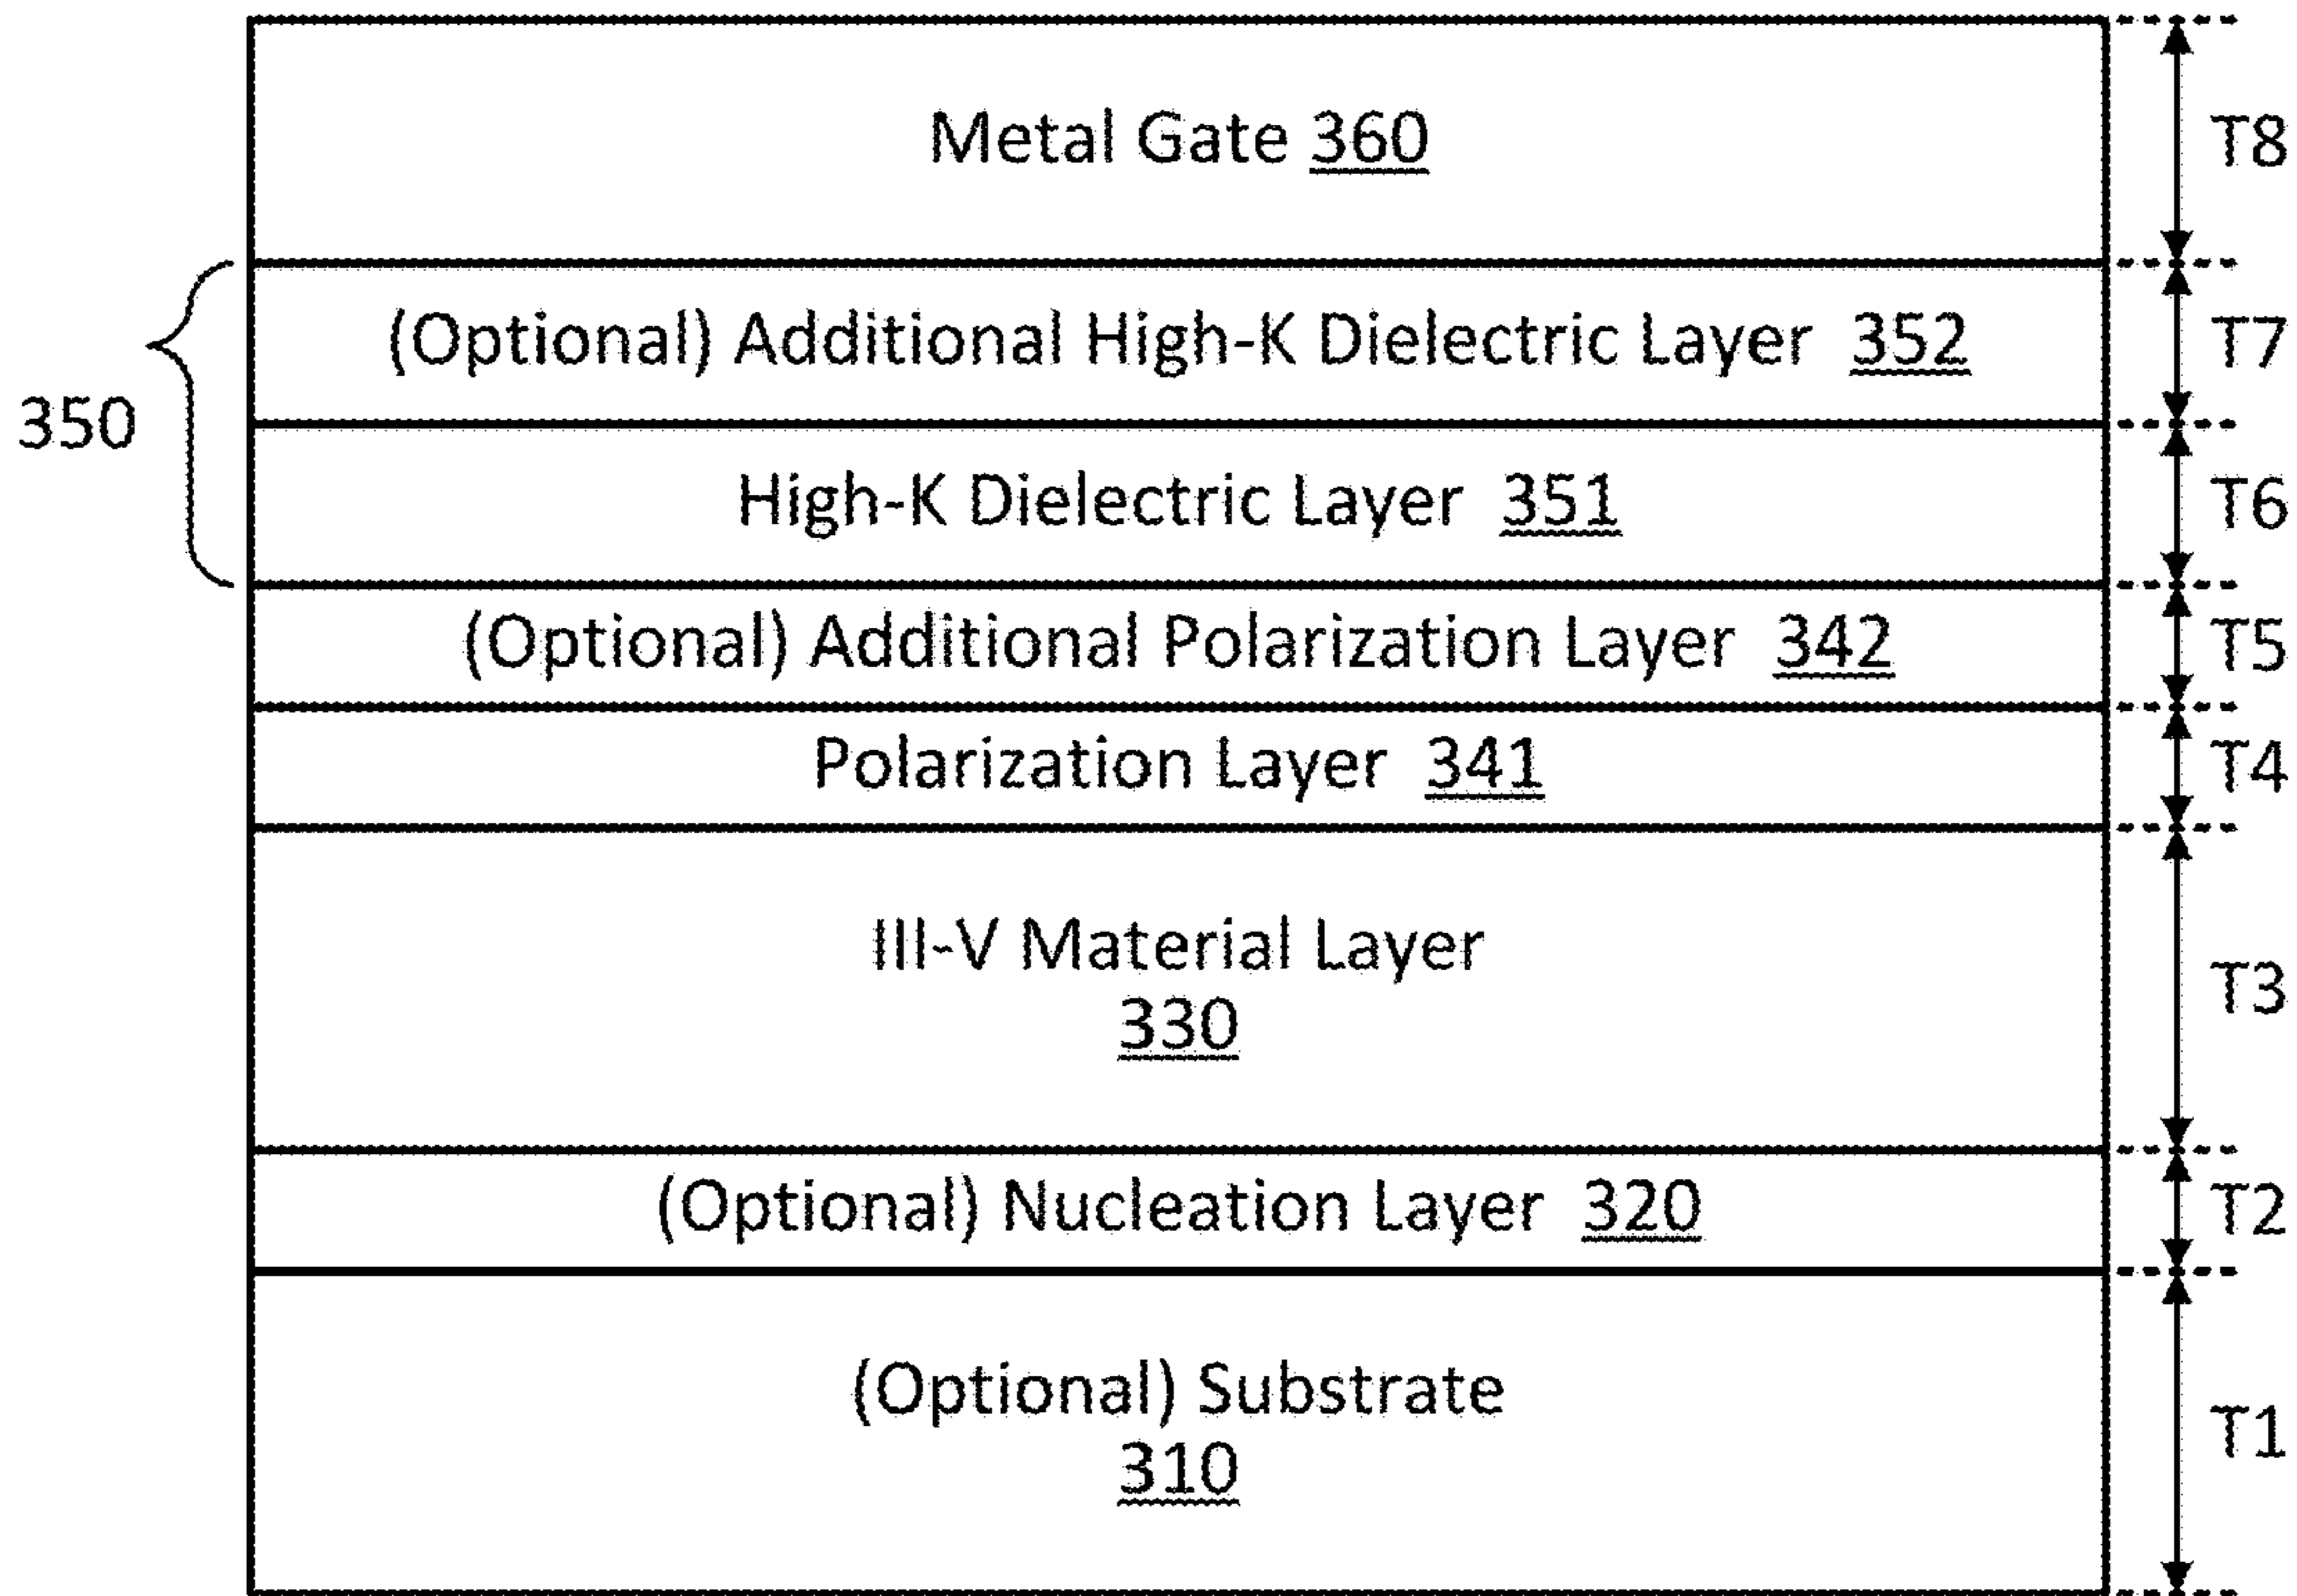 Metal Gate 360
T8
(Optional) Additional High-K Dielectric Layer 352
T7
350
High-K Dielectric Layer 351
T6
(Optional) Additional Polarization Layer 342
T5
Polarization Layer 341
T4
III-V Material Layer
330
T3
(Optional) Nucleation Layer 320
T2
(Optional) Substrate
310
T1